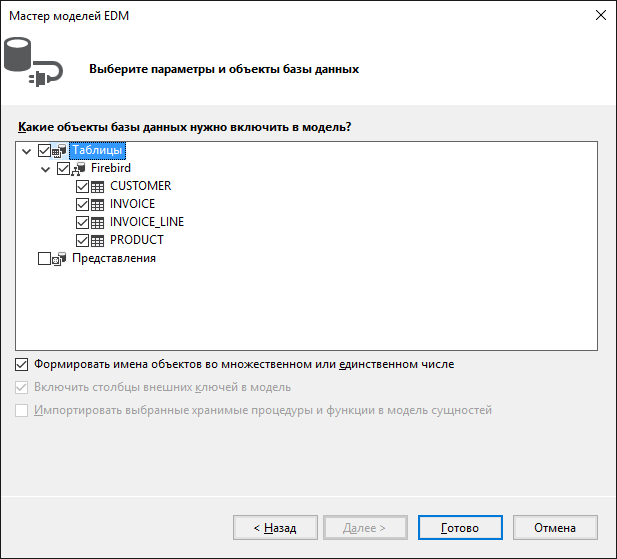 Мастер моделей EDM
Выберите параметры и объекты базы данных
Какие объекты базы данных нужно включить в модель?
Таблицы
Firebird
CUSTOMER
INVOICE
INVOICE_LINE
PRODUCT
Представления
Формировать имена объектов во множественном или единственном числе
Включить столбцы внешних ключей в модель
Импортировать выбранные хранимые процедуры и функции в модель сущностей
< Назад
Далее >
Готово
Отмена